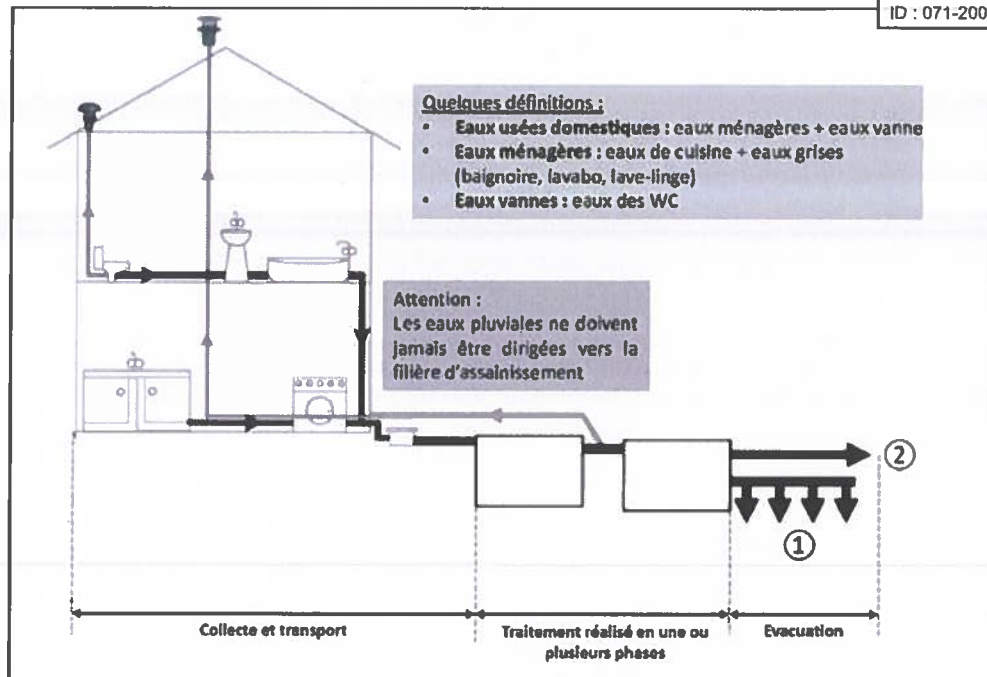 ID : 071-200
Quelques définitions :
• Eaux usées domestiques : eaux ménagères + eaux vanne
• Eaux ménagères : eaux de cuisine + eaux grises
(baignoire, lavabo, lave-linge)
• Eaux vannes : eaux des WC
Attention :
Les eaux pluviales ne doivent
jamais être dirigées vers la
filière d'assainissement
②
①
Collecte et transport
Traitement réalisé en une ou
plusieurs phases
Evacuation